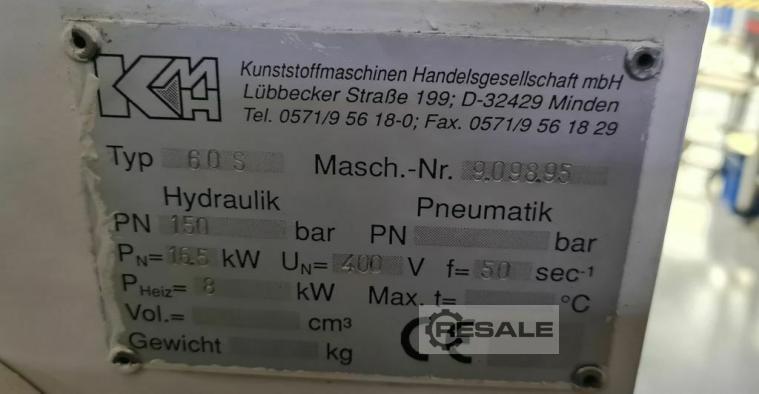 KMH
Kunststoffmaschinen Handelsgesellschaft mbH
Lübbecker Straße 199; D-32429 Minden
Tel. 0571/9 56 18-0; Fax. 0571/9 56 18 29
Typ 60 S Masch.-Nr. 9.098.95
Hydraulik Pneumatik
PN 150 bar PN bar
PN= 16.5 kW UN= 400 V f= 50 sec-1
PHeiz= 8 kW Max. t= °C
Vol.= cm³
Gewicht kg
CE
RESALE